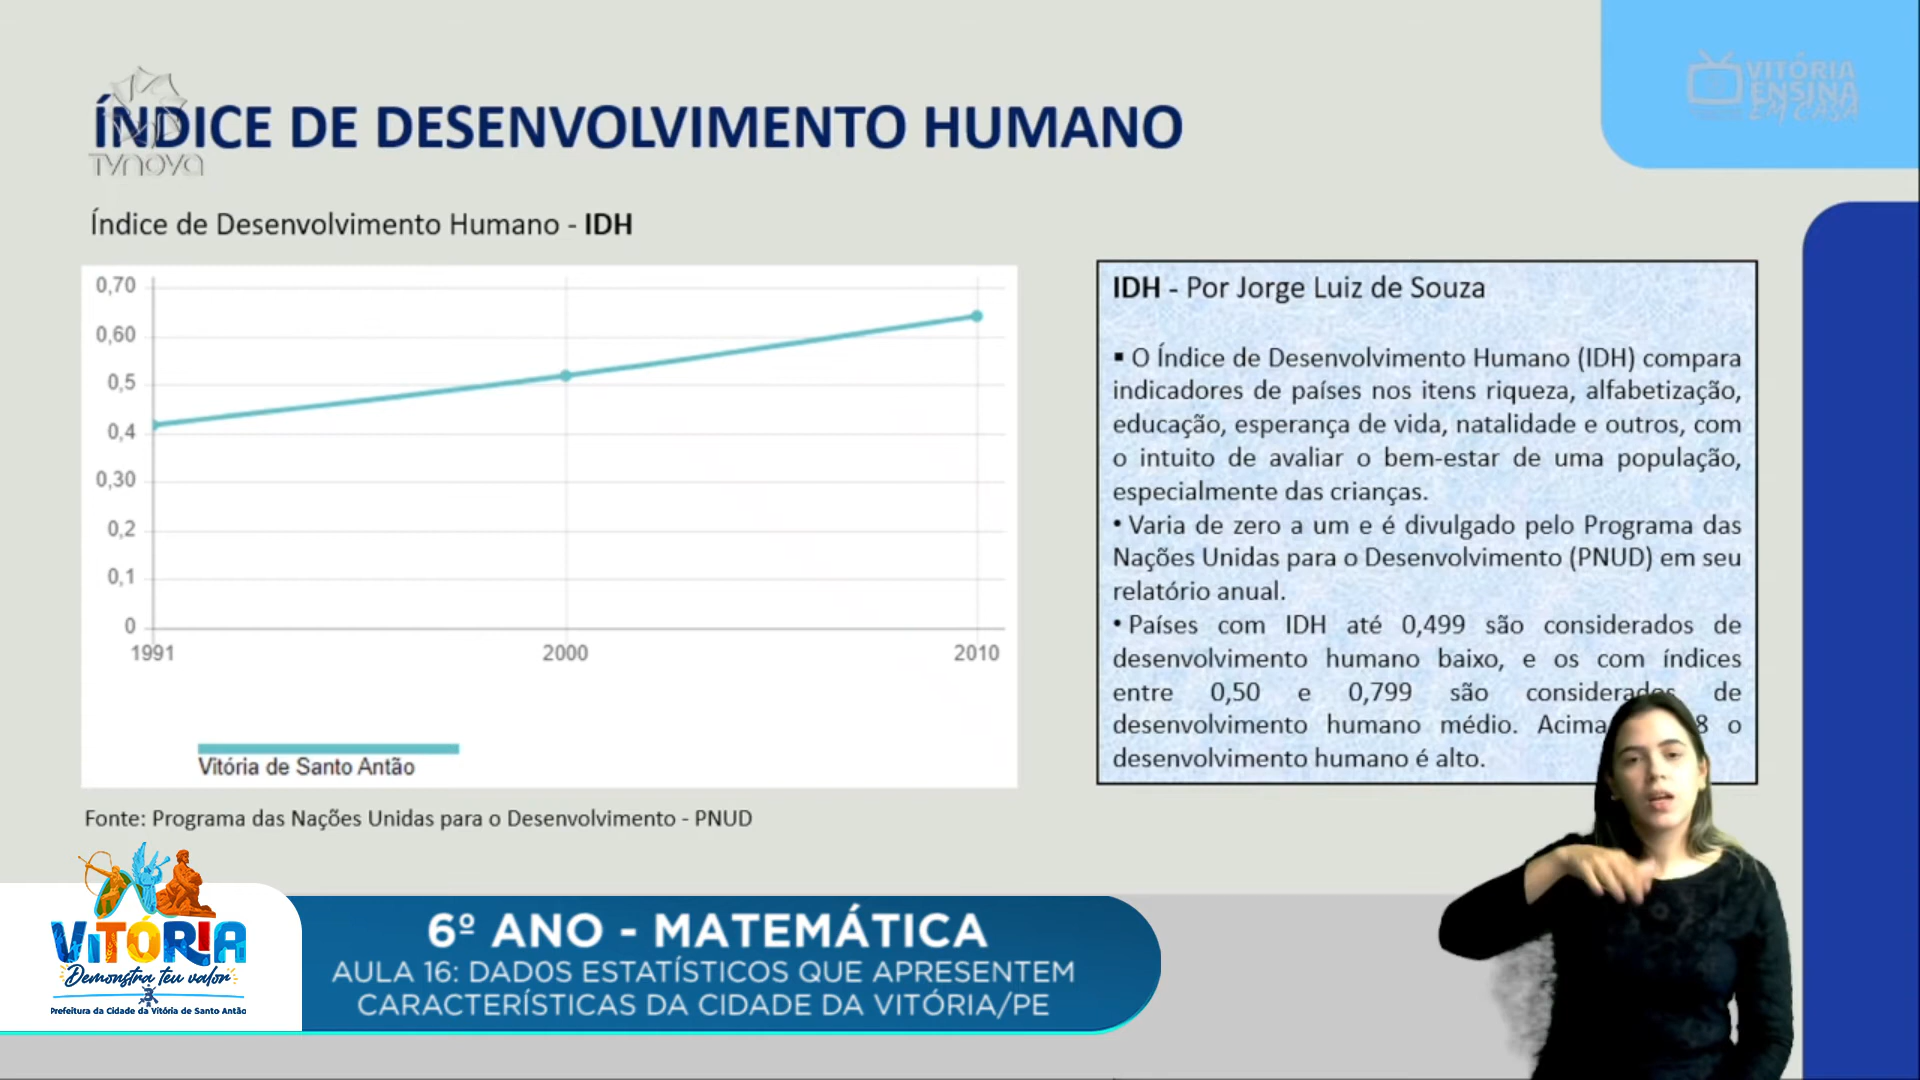 ÍNDICE DE DESENVOLVIMENTO HUMANO
TVNOVA
VITÓRIA
ENSINA
EM CASA
Índice de Desenvolvimento Humano - IDH
0,70
0,60
0,5
0,4
0,30
0,2
0,1
0
1991 2000 2010
Vitória de Santo Antão
Fonte: Programa das Nações Unidas para o Desenvolvimento - PNUD
IDH - Por Jorge Luiz de Souza
▪ O Índice de Desenvolvimento Humano (IDH) compara
indicadores de países nos itens riqueza, alfabetização,
educação, esperança de vida, natalidade e outros, com
o intuito de avaliar o bem-estar de uma população,
especialmente das crianças.
• Varia de zero a um e é divulgado pelo Programa das
Nações Unidas para o Desenvolvimento (PNUD) em seu
relatório anual.
• Países com IDH até 0,499 são considerados de
desenvolvimento humano baixo, e os com índices
entre 0,50 e 0,799 são considerados de
desenvolvimento humano médio. Acima 8 o
desenvolvimento humano é alto.
VITÓRIA
Demonstra teu valor
Prefeitura da Cidade da Vitória de Santo Antão
6º ANO - MATEMÁTICA
AULA 16: DADOS ESTATÍSTICOS QUE APRESENTEM
CARACTERÍSTICAS DA CIDADE DA VITÓRIA/PE